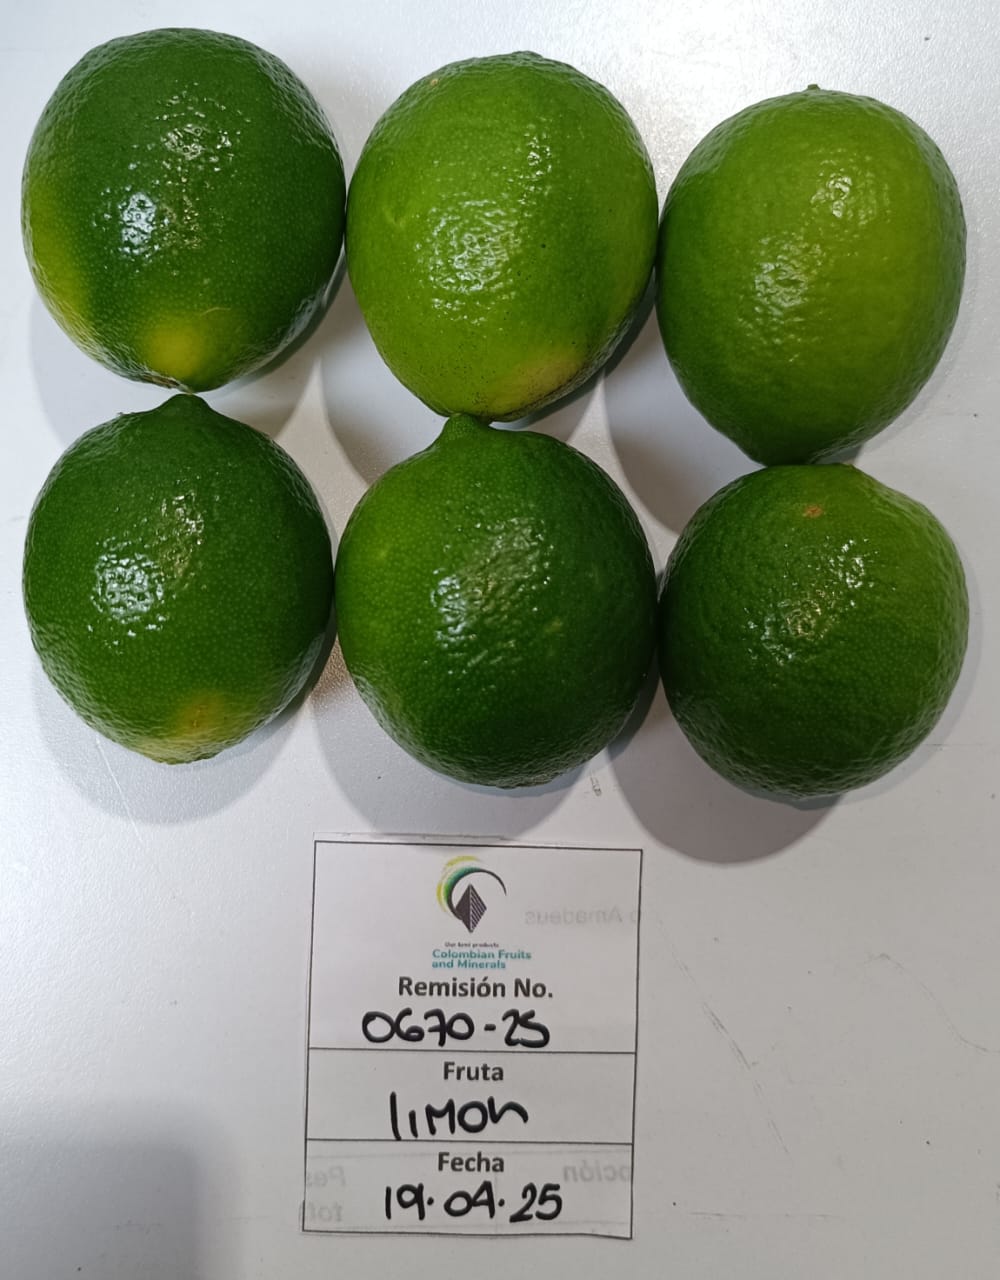 Our best products
Colombian Fruits
and Minerals
Remisión No.
0670-25
Fruta
limon
Fecha
19.04.25